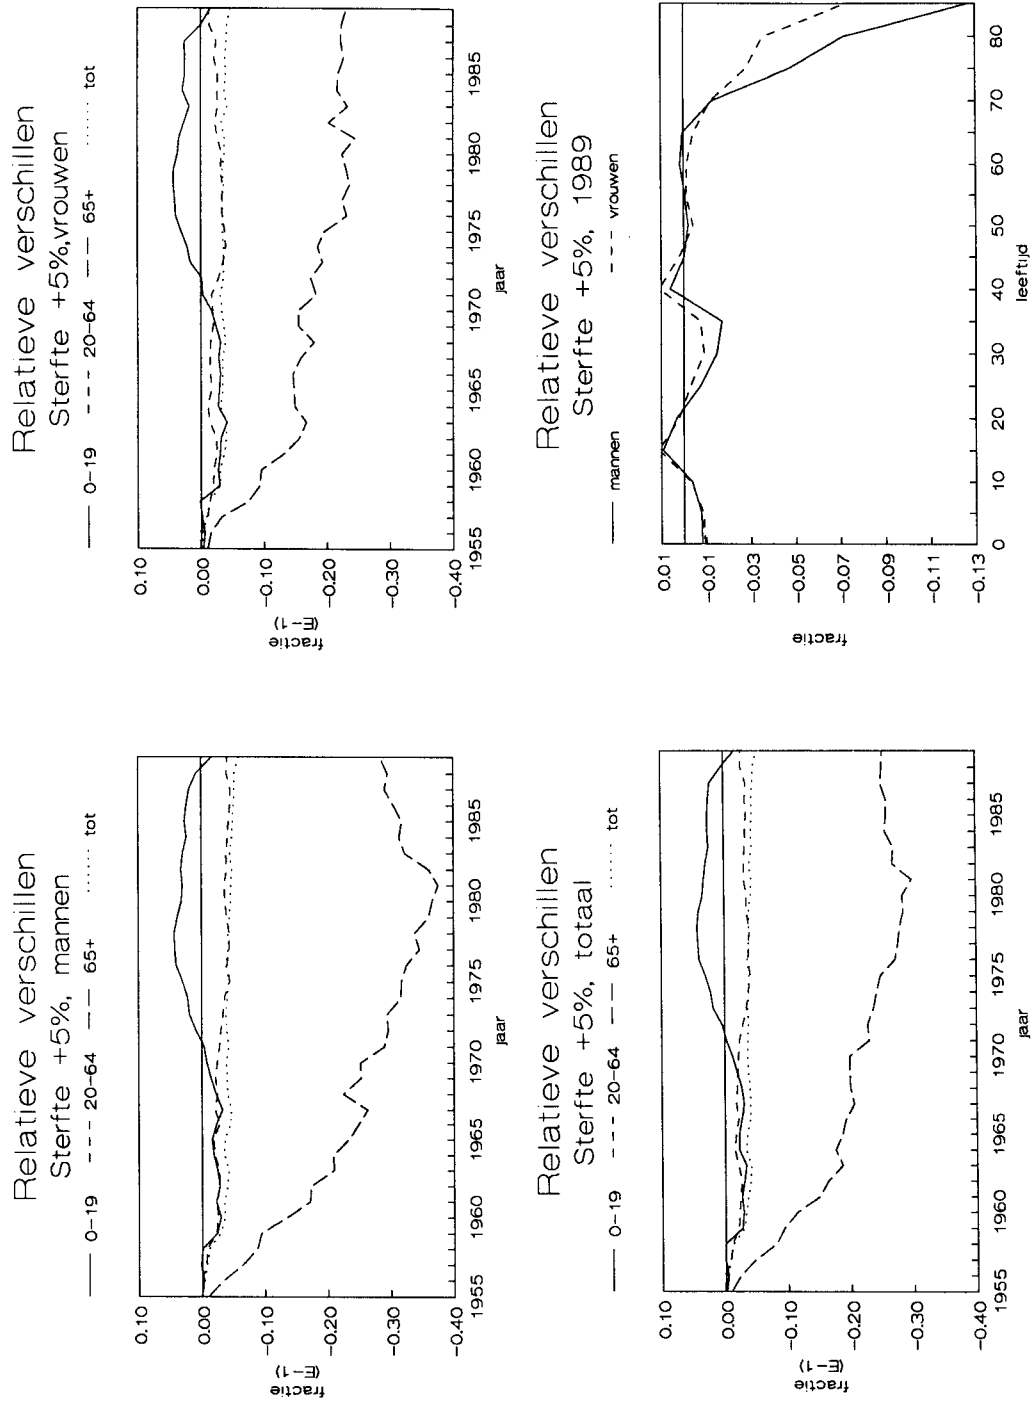 Relatieve verschillen
Sterfte +5%, mannen
0-19 20-64 65+ tot
0.10
0.00
-0.10
-0.20
-0.30
-0.40
fractie
(E-1)
1955 1960 1965 1970 1975 1980 1985
jaar
Relatieve verschillen
Sterfte +5%,vrouwen
0-19 20-64 65+ tot
0.10
0.00
-0.10
-0.20
-0.30
-0.40
fractie
(E-1)
1955 1960 1965 1970 1975 1980 1985
jaar
Relatieve verschillen
Sterfte +5%, totaal
0-19 20-64 65+ tot
0.10
0.00
-0.10
-0.20
-0.30
-0.40
fractie
(E-1)
1955 1960 1965 1970 1975 1980 1985
jaar
Relatieve verschillen
Sterfte +5%, 1989
mannen vrouwen
0.01
-0.01
-0.03
-0.05
-0.07
-0.09
-0.11
-0.13
fractie
0 10 20 30 40 50 60 70 80
leeftijd